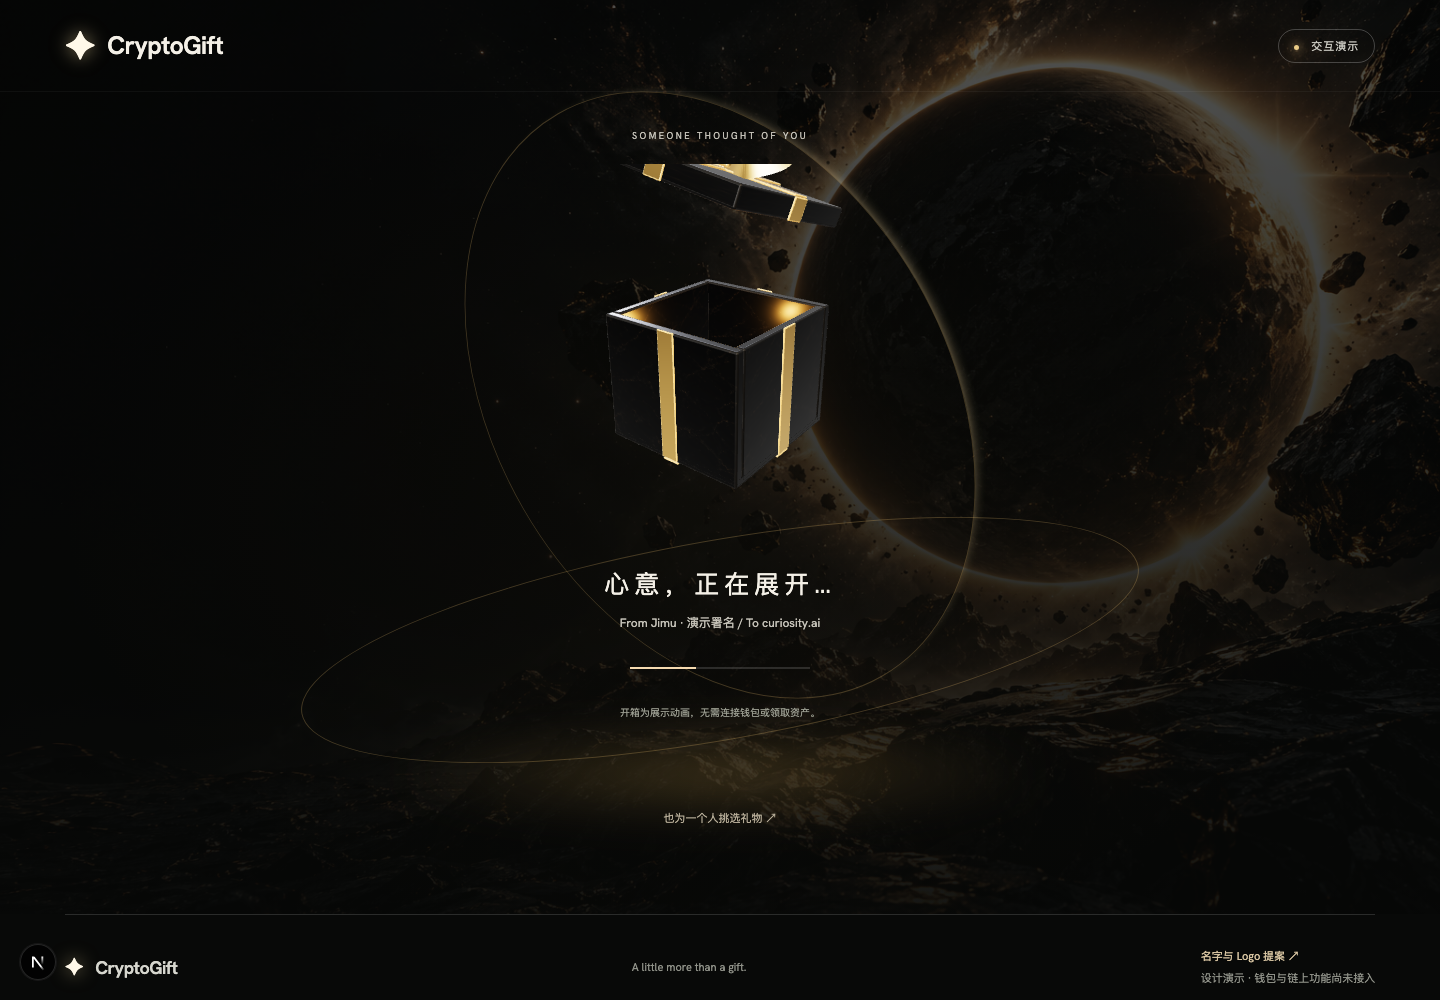 CryptoGift
交互演示
SOMEONE THOUGHT OF YOU
心意，正在展开...
From Jimu · 演示署名 / To curiosity.ai
开箱为展示动画，无需连接钱包或领取资产。
也为一个人挑选礼物 ↗
N
CryptoGift
A little more than a gift.
名字与 Logo 提案 ↗
设计演示 · 钱包与链上功能尚未接入